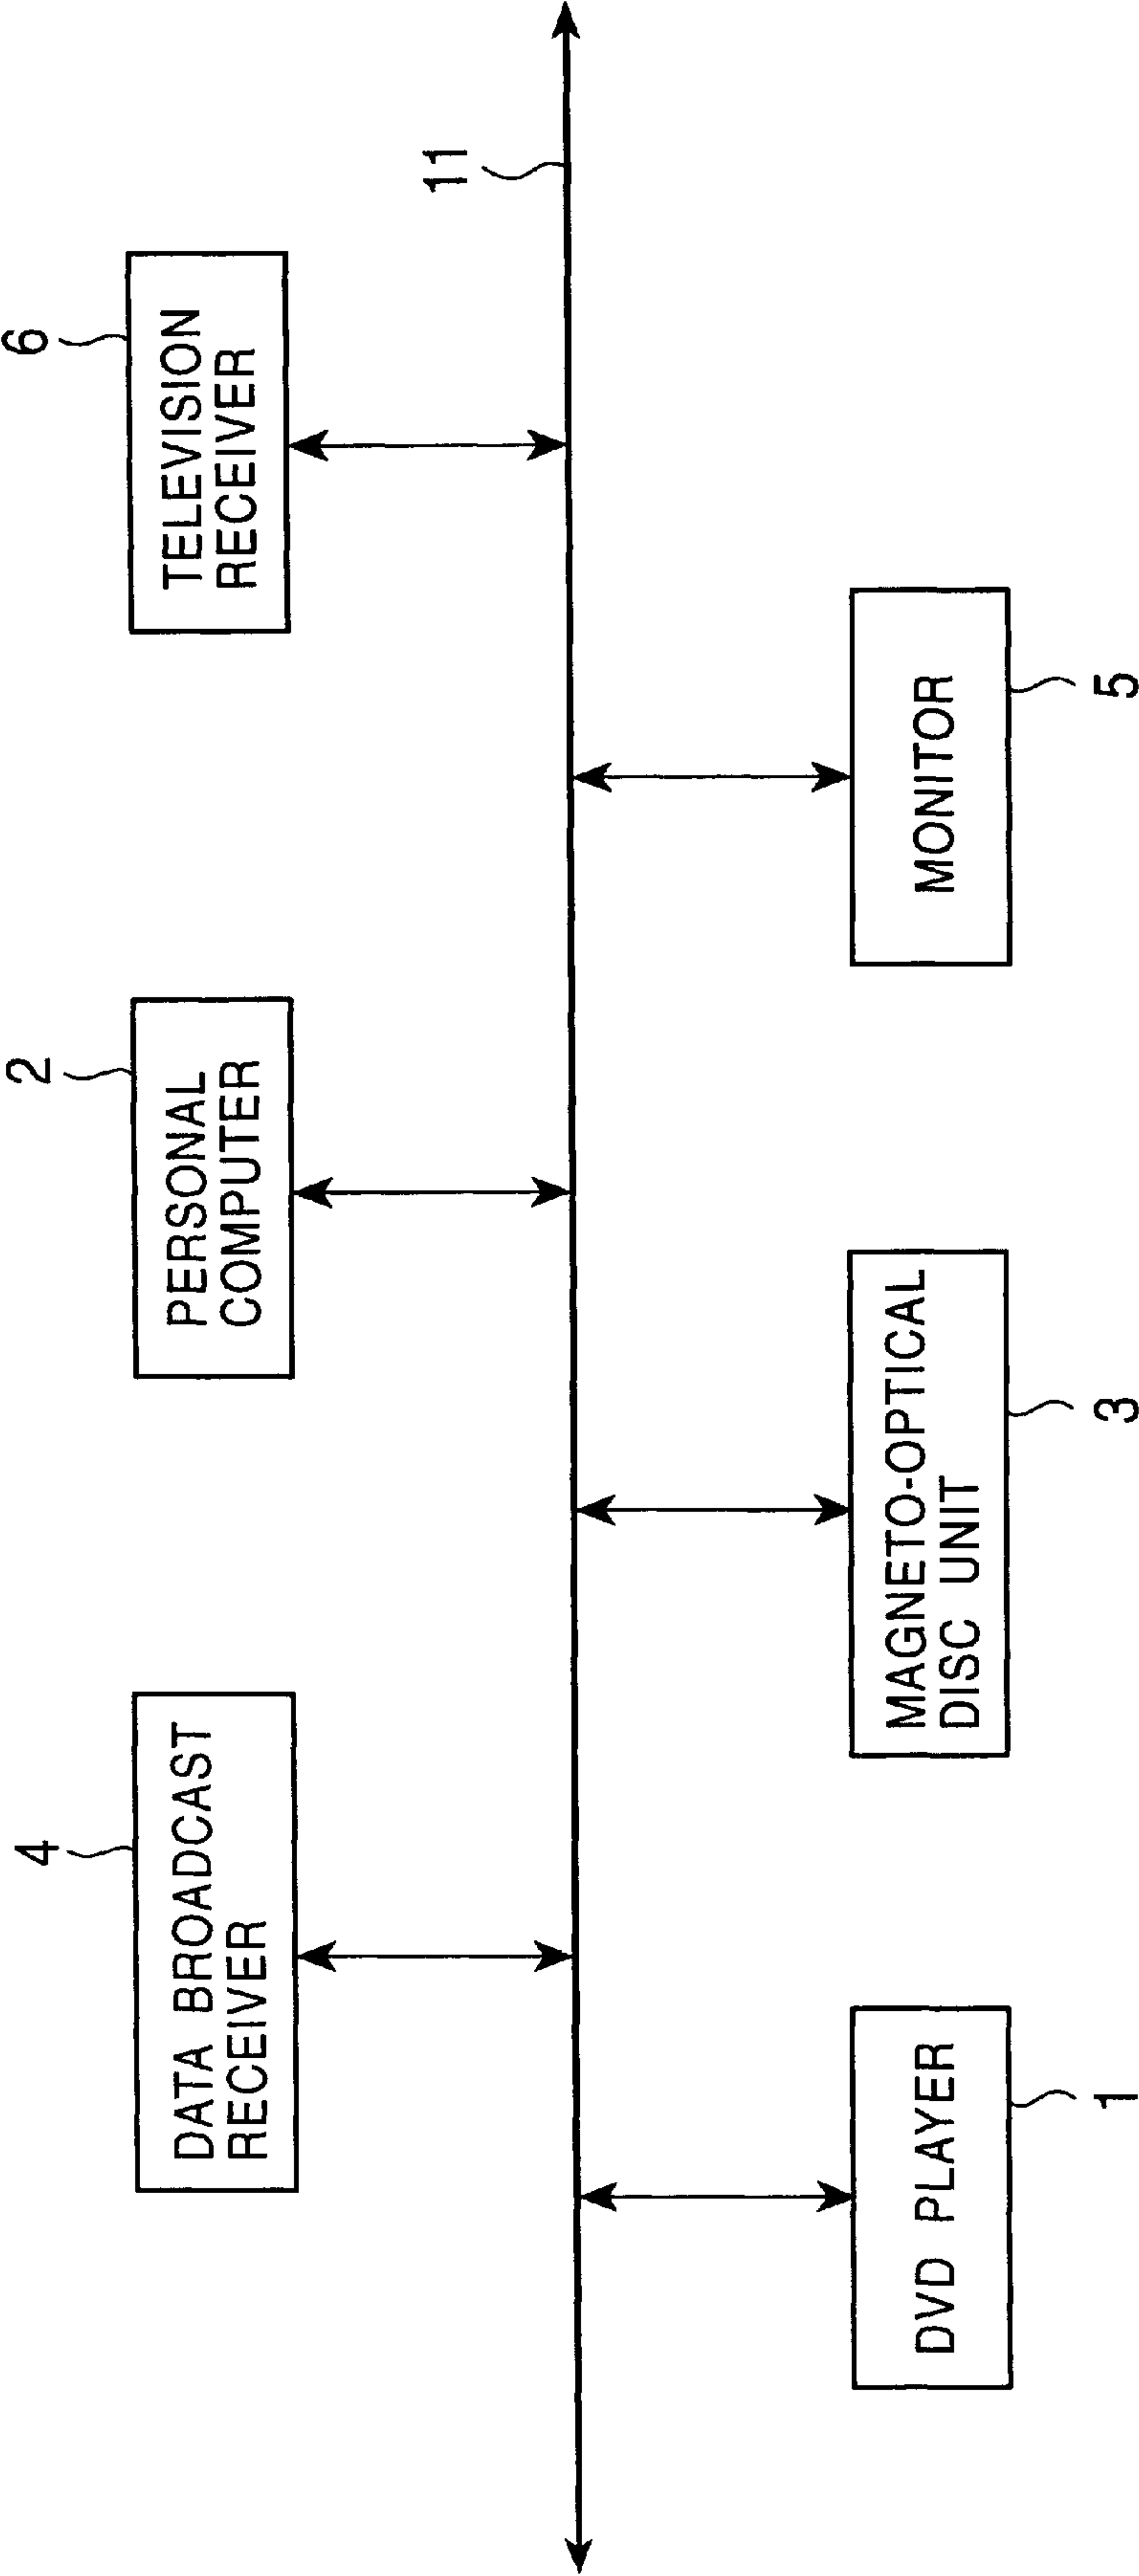 4
DATA BROADCAST
RECEIVER
2
PERSONAL
COMPUTER
6
TELEVISION
RECEIVER
11
DVD PLAYER
1
MAGNETO-OPTICAL
DISC UNIT
3
MONITOR
5